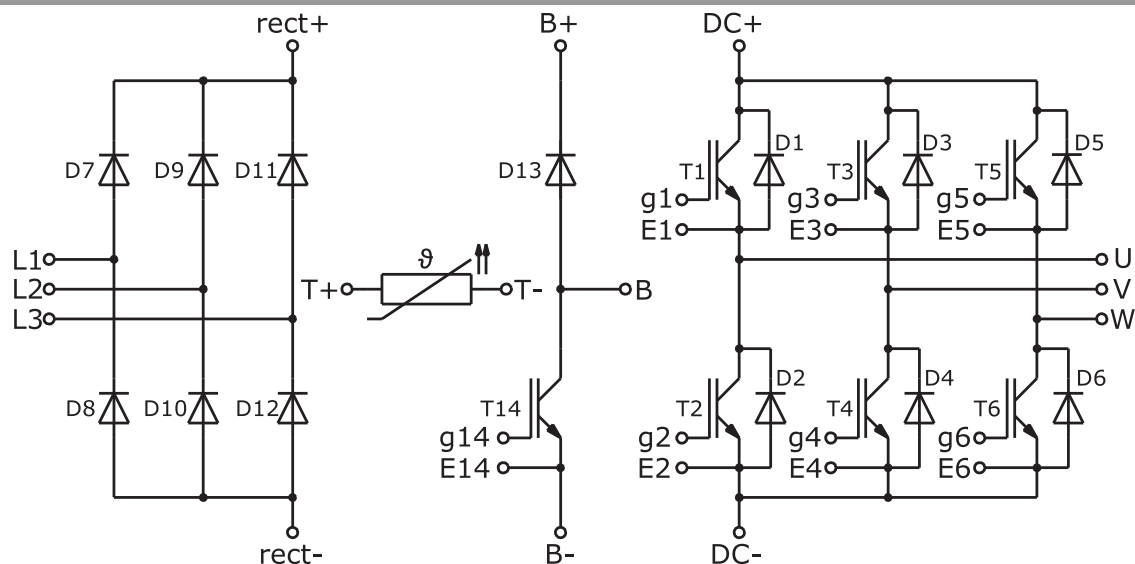 rect+ B+ DC+
D7 D9 D11 D13 T1 D1 T3 D3 T5 D5
g1 g3 g5
E1 E3 E5
L1 ϑ U
L2 T+ T- B V
L3 W
D8 D10 D12 T14 T2 D2 T4 D4 T6 D6
g14 g2 g4 g6
E14 E2 E4 E6
rect- B- DC-